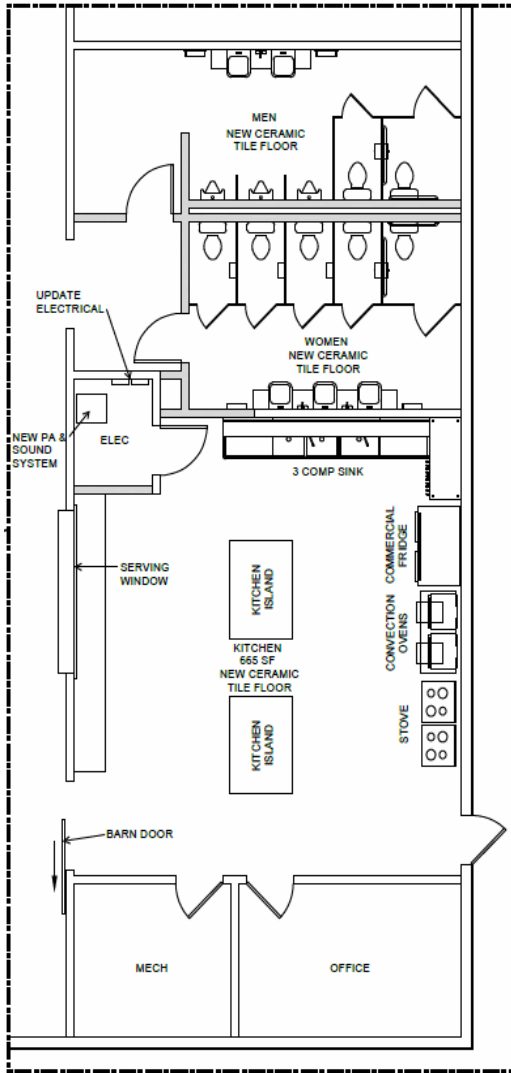 MEN
NEW CERAMIC
TILE FLOOR
UPDATE
ELECTRICAL
WOMEN
NEW CERAMIC
TILE FLOOR
NEW PA &
SOUND
SYSTEM
ELEC
3 COMP SINK
COMMERCIAL
FRIDGE
SERVING
WINDOW
KITCHEN
ISLAND
CONVECTION
OVENS
KITCHEN
665 SF
NEW CERAMIC
TILE FLOOR
STOVE
KITCHEN
ISLAND
BARN DOOR
MECH
OFFICE